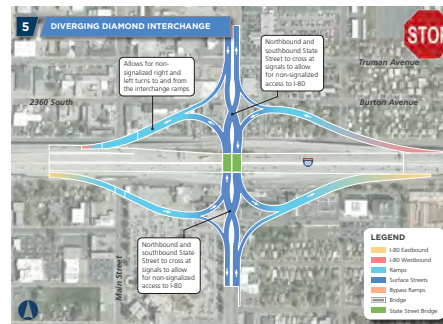 5 DIVERGING DIAMOND INTERCHANGE
STOP
Northbound and
southbound State
Street to cross at
signals to allow
for non-signalized
access to I-80
Truman Avenue
Allows for non-
signalized right and
left turns to and from
the interchange ramps
2360 South
Burton Avenue
80
Northbound and
southbound State
Street to cross at
signals to allow
for non-signalized
access to I-80
Main Street
LEGEND
I-80 Eastbound
I-80 Westbound
Ramps
Surface Streets
Bypass Ramps
Bridge
State Street Bridge